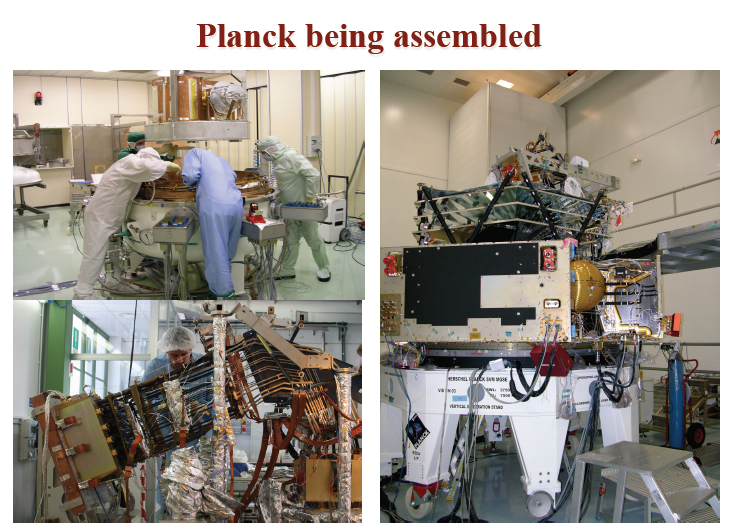 Planck being assembled
HERSCHEL PLANCK SVM MGSE
VERTICAL INTEGRATION STAND